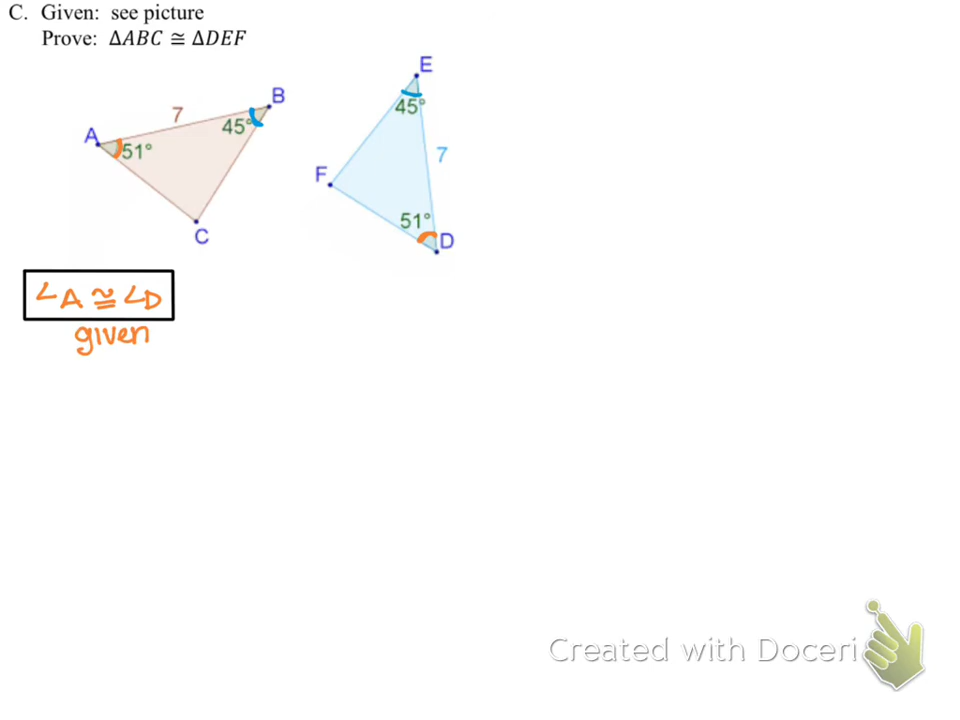 C. Given: see picture
Prove: ΔABC ≅ ΔDEF
E
45°
B
7
45°
A
51°
7
F
51°
C
D
∠A ≅ ∠D
given
Created with Doceri